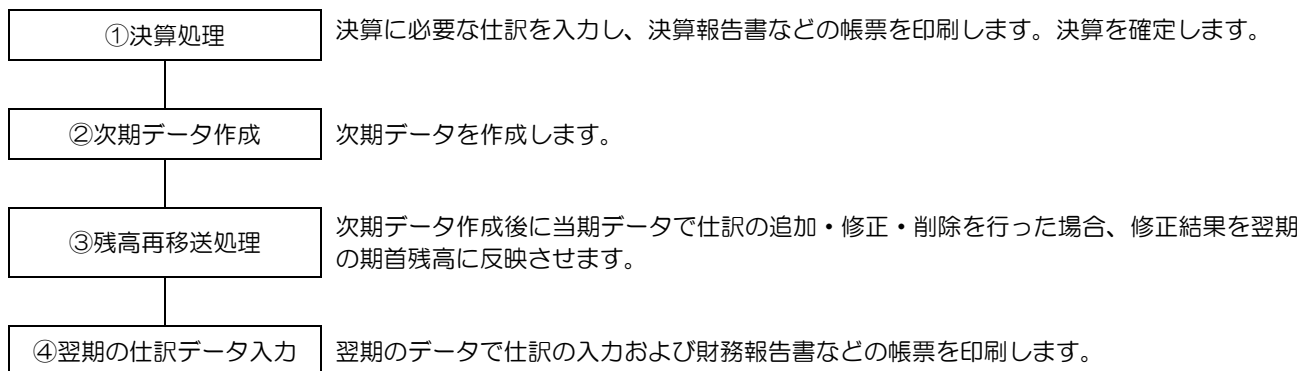 ①決算処理
決算に必要な仕訳を入力し、決算報告書などの帳票を印刷します。決算を確定します。
②次期データ作成
次期データを作成します。
③残高再移送処理
次期データ作成後に当期データで仕訳の追加・修正・削除を行った場合、修正結果を翌期
の期首残高に反映させます。
④翌期の仕訳データ入力
翌期のデータで仕訳の入力および財務報告書などの帳票を印刷します。